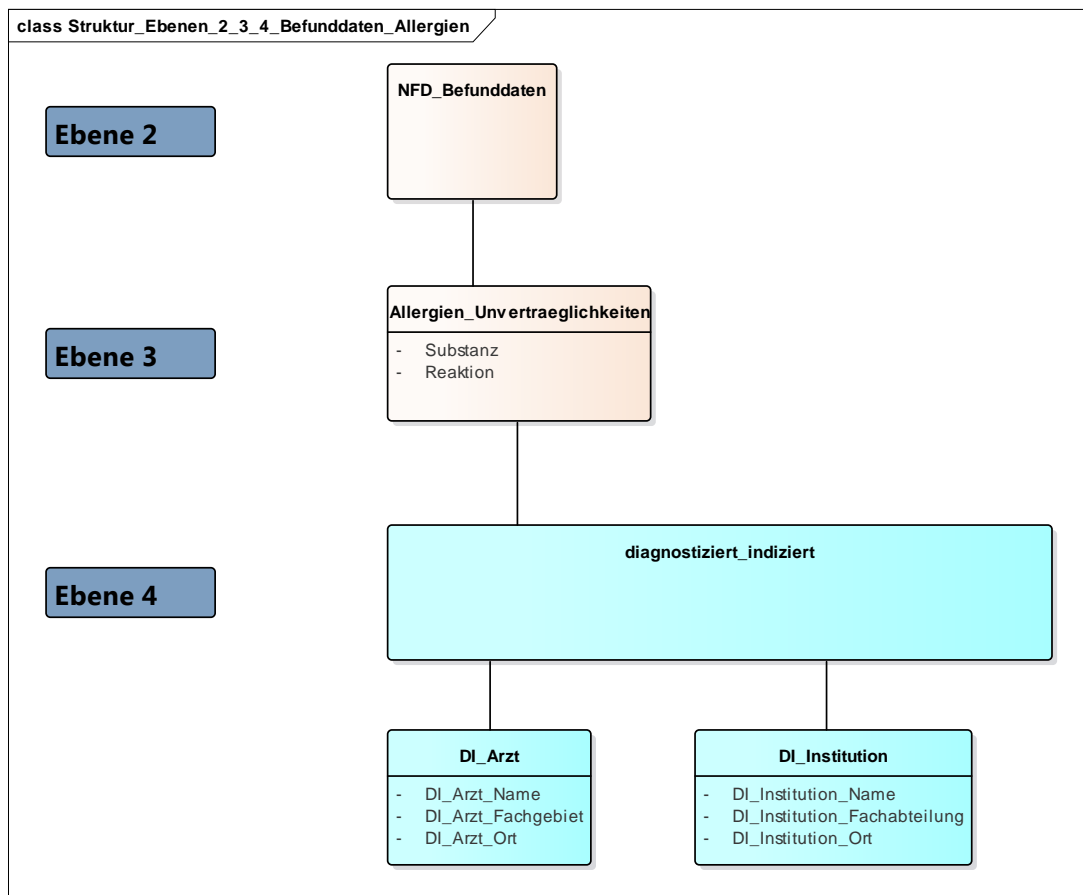 class Struktur_Ebenen_2_3_4_Befunddaten_Allergien
NFD_Befunddaten
Ebene 2
Allergien_Unvertraeglichkeiten
Ebene 3
- Substanz
- Reaktion
diagnostiziert_indiziert
Ebene 4
DI_Arzt
- DI_Arzt_Name
- DI_Arzt_Fachgebiet
- DI_Arzt_Ort
DI_Institution
- DI_Institution_Name
- DI_Institution_Fachabteilung
- DI_Institution_Ort